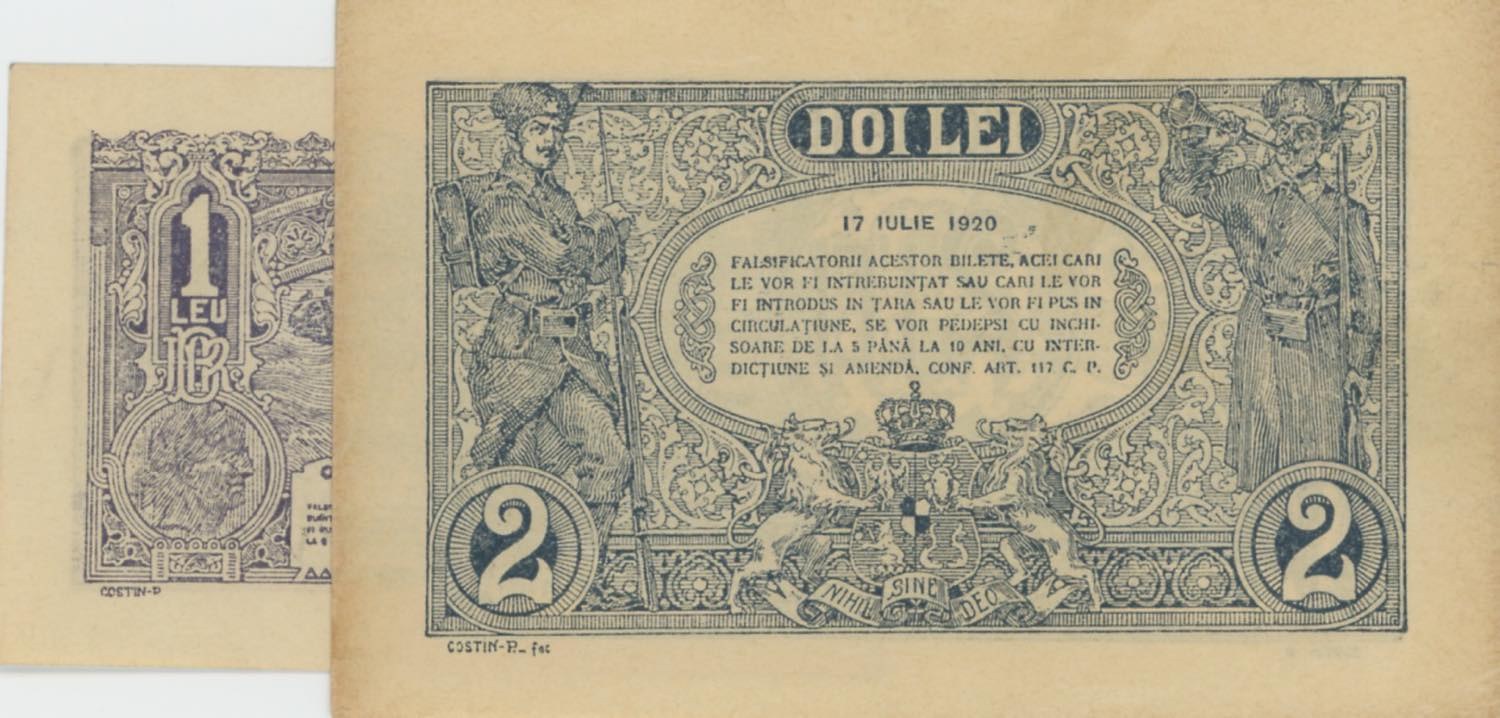 1
LEU
COSTIN-P
DOI LEI
17 IULIE 1920
FALSIFICATORII ACESTOR BILETE, ACEI CARI
LE VOR FI INTREBUINȚAT SAU CARI LE VOR
FI INTRODUS IN ȚARA SAU LE VOR FI PUS IN
CIRCULAȚIUNE, SE VOR PEDEPSI CU INCHI-
SOARE DE LA 5 PÂNĂ LA 10 ANI, CU INTER-
DICȚIUNE ȘI AMENDĂ, CONF. ART. 117 C. P.
2
NIHIL SINE DEO
2
COSTIN-P. fec